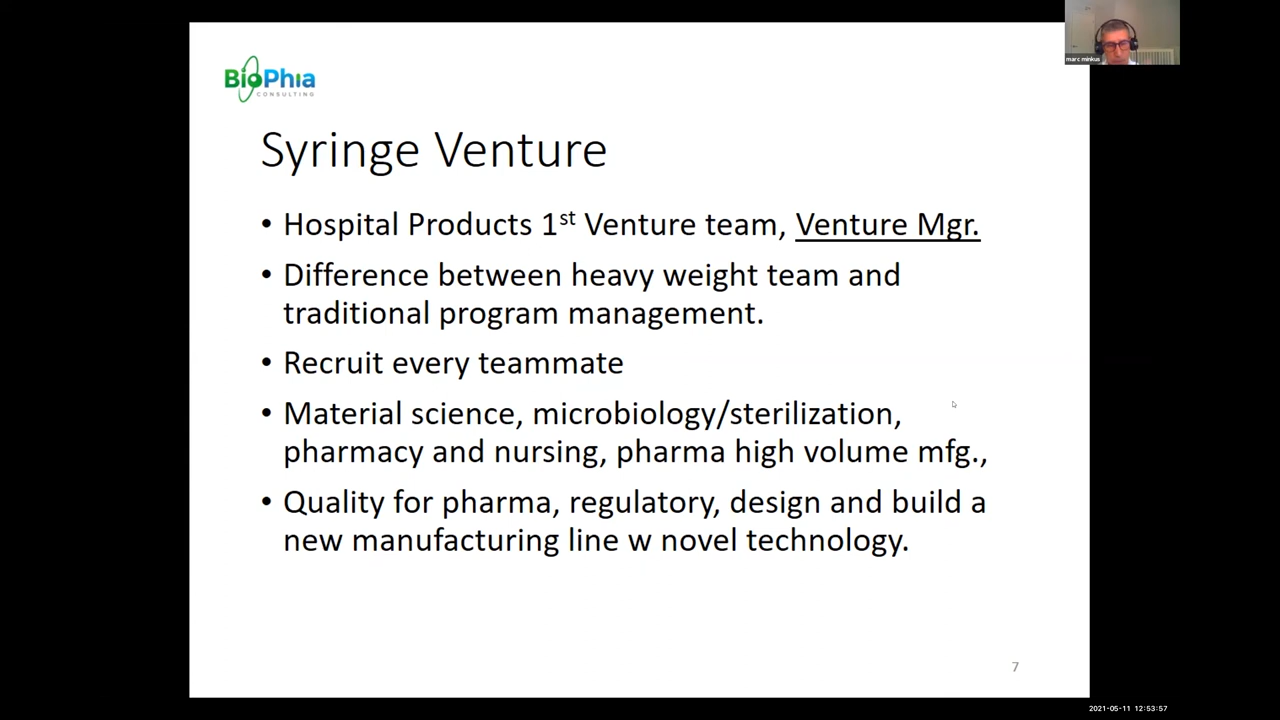 BioPhia
CONSULTING
marc minkus
Syringe Venture
• Hospital Products 1st Venture team, Venture Mgr.
• Difference between heavy weight team and
traditional program management.
• Recruit every teammate
• Material science, microbiology/sterilization,
pharmacy and nursing, pharma high volume mfg.,
• Quality for pharma, regulatory, design and build a
new manufacturing line w novel technology.
7
2021-05-11 12:53:57